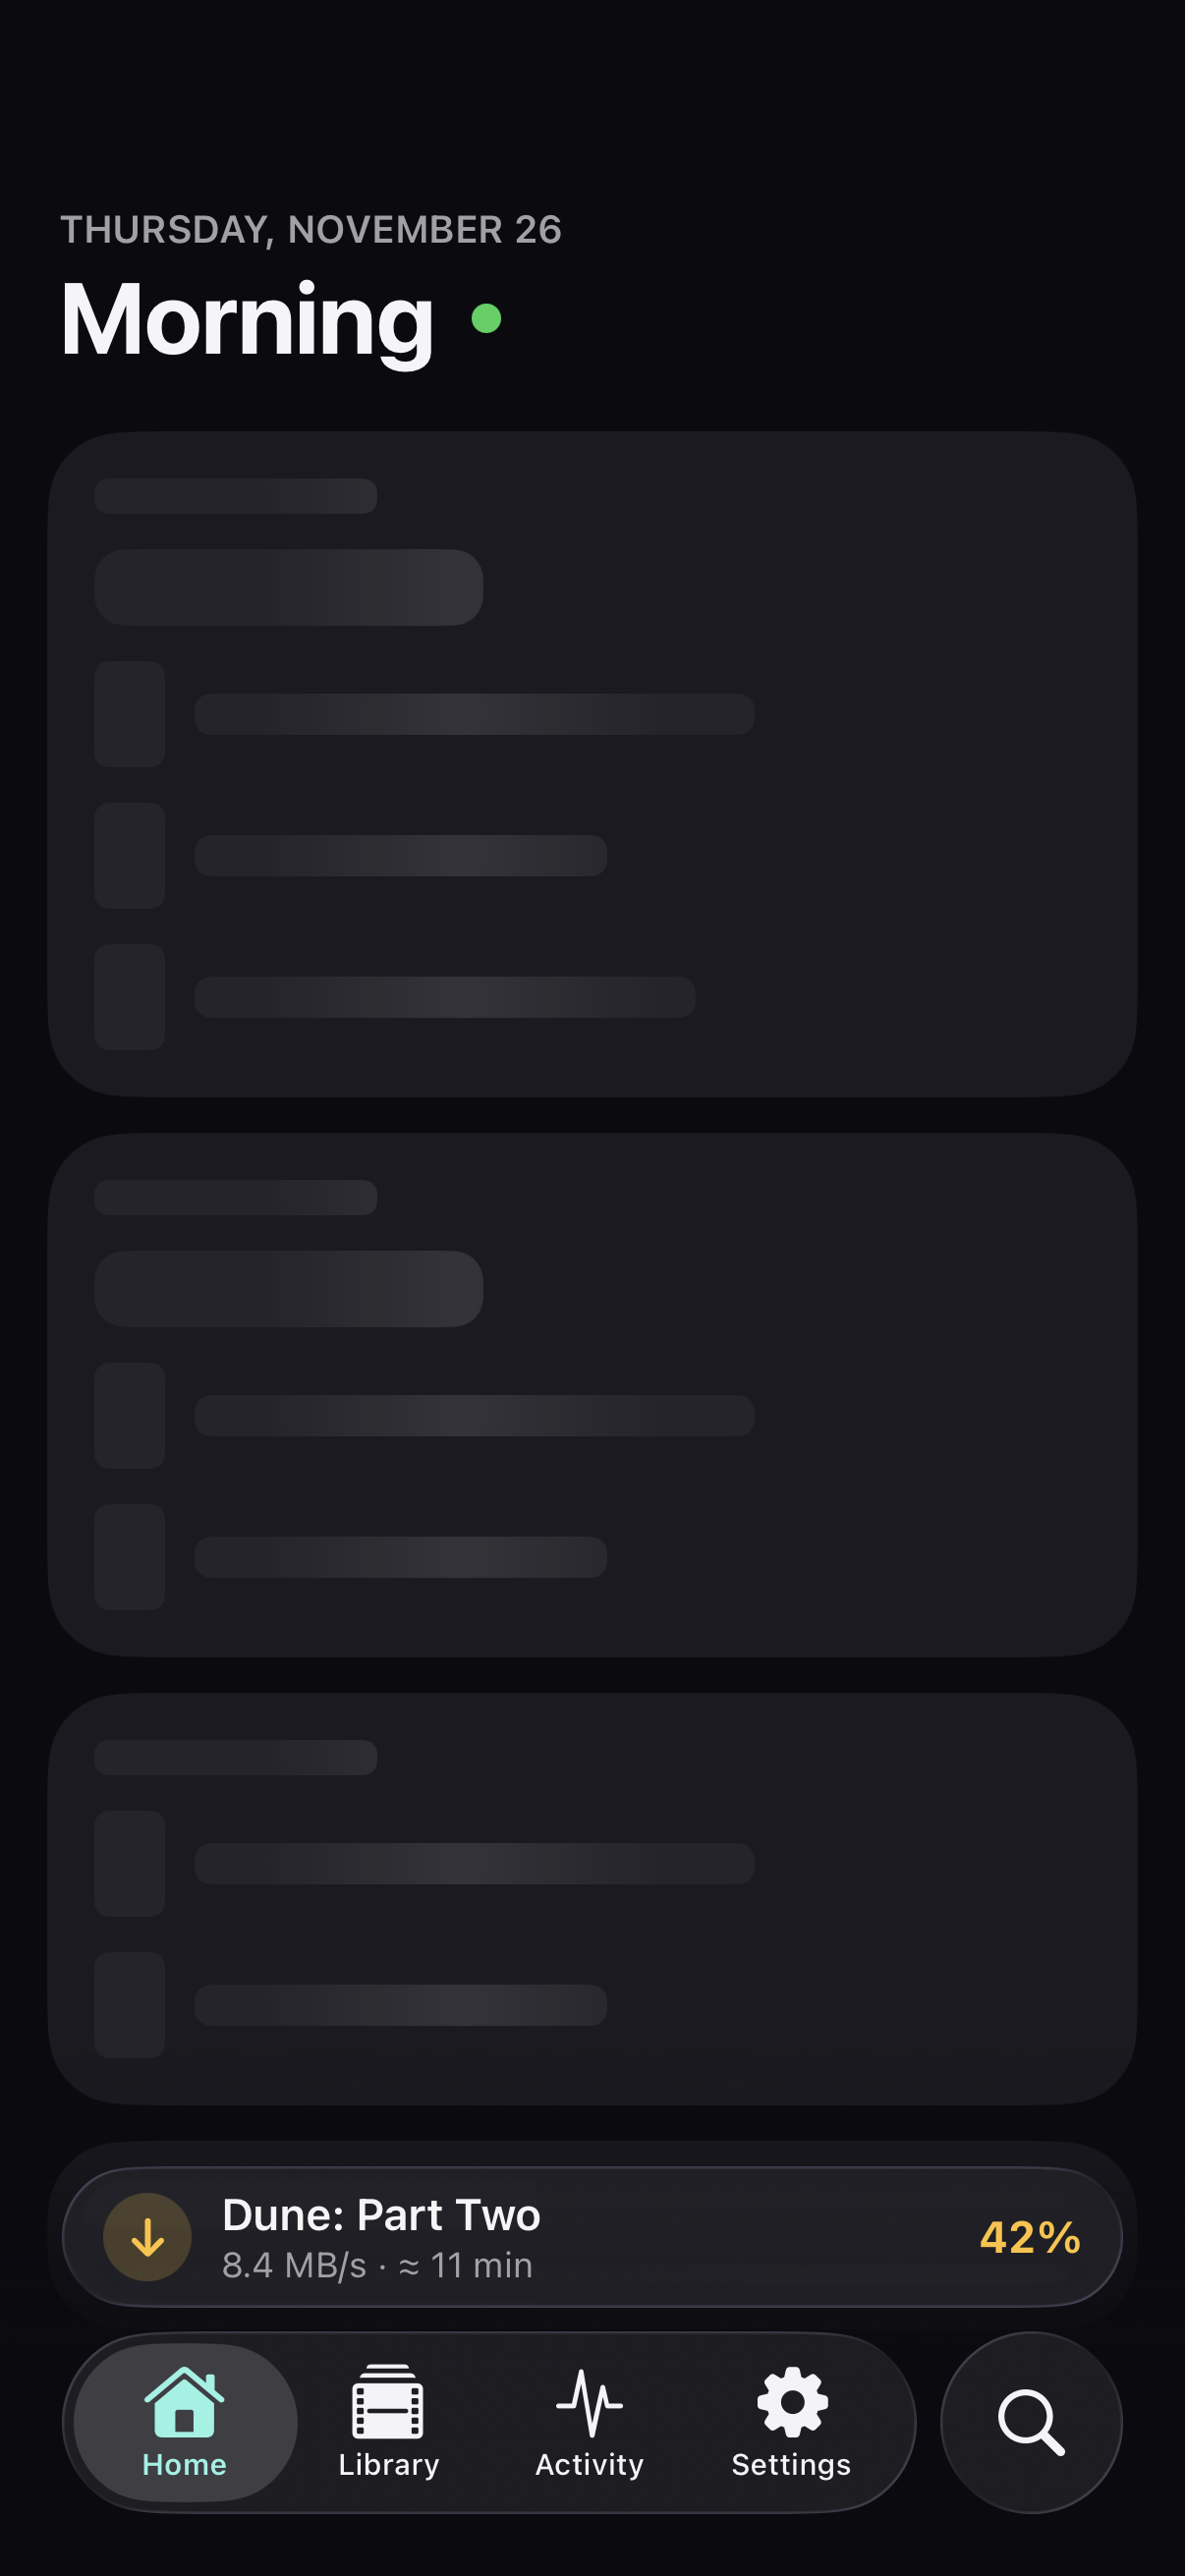 THURSDAY, NOVEMBER 26
Morning
Dune: Part Two
8.4 MB/s · ≈ 11 min
42%
Home
Library
Activity
Settings